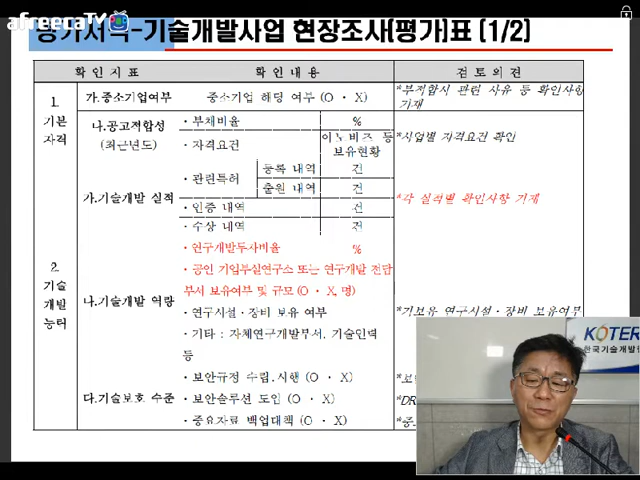 afreecaTV
평가서식-기술개발사업 현장조사(평가)표 (1/2)
확인지표 확인내용 검토의견
1. 기본 자격
가.중소기업여부 중소기업 해당 여부(O · X) *부적합시 관련 사유 등 확인사항 기재
나.공고적합성 (최근년도)
· 부채비율 %
· 자격요건 이노비즈 등 보유현황 *사업별 자격요건 확인
2. 기술 개발 능력
가.기술개발 실적
· 관련특허 등록 내역 건
출원 내역 건
· 인증 내역 건
· 수상 내역 건
*각 실적별 확인사항 기재
나.기술개발 역량
· 연구개발투자비율 %
· 공인 기업부설연구소 또는 연구개발 전담
부서 보유여부 및 규모(O · X, 명)
· 연구시설·장비 보유 여부 *기보유 연구시설·장비 보유여부
· 기타 : 자체연구개발부서, 기술인력
등
다.기술보호 수준
· 보안규정 수립.시행(O · X)
· 보안솔루션 도입(O · X) *DR
· 중요자료 백업대책(O · X) *중
KOTER
한국기술개발